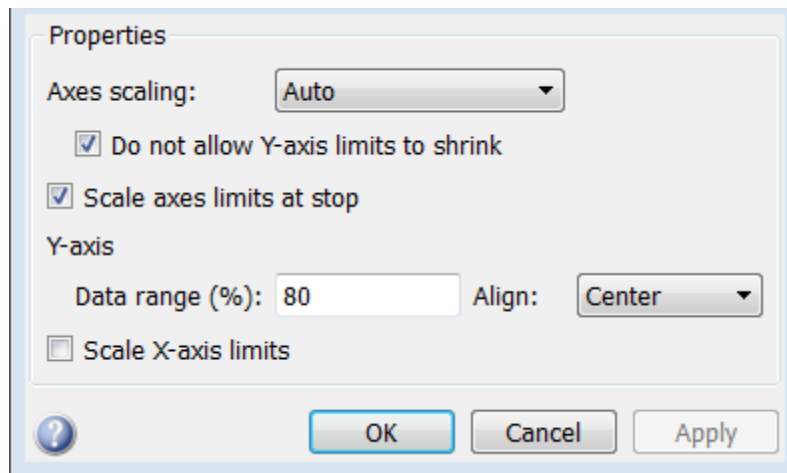 Properties
Axes scaling: Auto
Do not allow Y-axis limits to shrink
Scale axes limits at stop
Y-axis
Data range (%): 80 Align: Center
Scale X-axis limits
? OK Cancel Apply